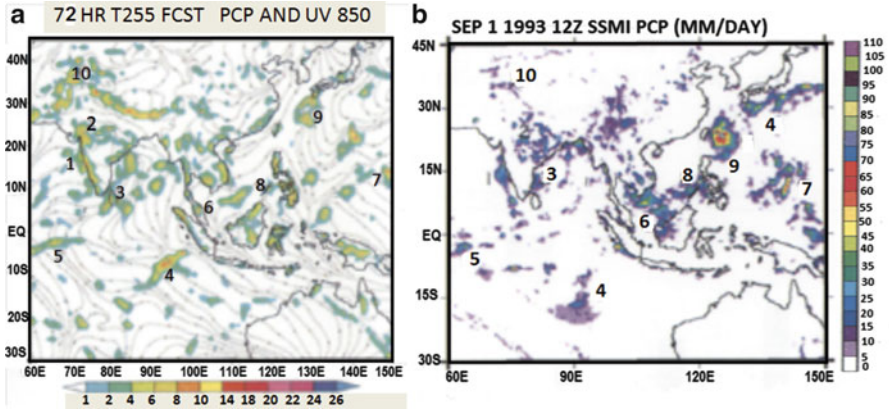 a
72 HR T255 FCST PCP AND UV 850
40N
30N
20N
10N
EQ
10S
20S
30S
10
2
1
3
9
8
7
6
5
4
60E 70E 80E 90E 100E 110E 120E 130E 140E 150E
1 2 4 6 8 10 14 18 20 22 24 26
b
SEP 1 1993 12Z SSMI PCP (MM/DAY)
45N
30N
15N
EQ
15S
30S
10
4
3
8
9
7
6
5
4
60E 90E 120E 150E
110
105
100
95
90
85
80
75
70
65
60
55
50
45
40
35
30
25
20
15
10
5
0